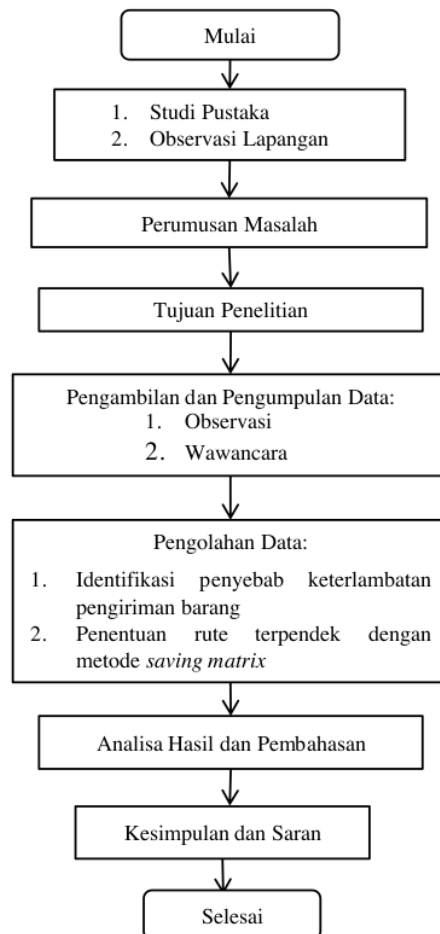 Mulai
1. Studi Pustaka
2. Observasi Lapangan
Perumusan Masalah
Tujuan Penelitian
Pengambilan dan Pengumpulan Data:
1. Observasi
2. Wawancara
Pengolahan Data:
1. Identifikasi penyebab keterlambatan
pengiriman barang
2. Penentuan rute terpendek dengan
metode saving matrix
Analisa Hasil dan Pembahasan
Kesimpulan dan Saran
Selesai